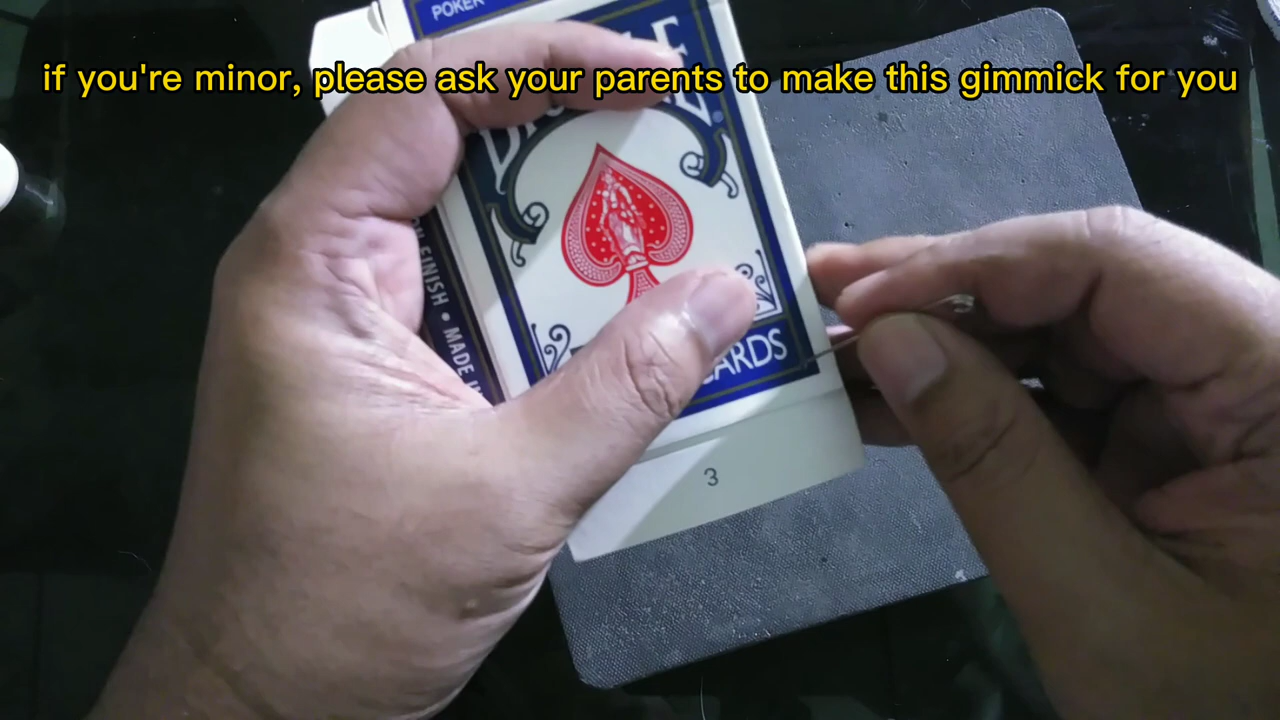 POKER
if you're minor, please ask your parents to make this gimmick for you
FINISH • MADE
CARDS
3